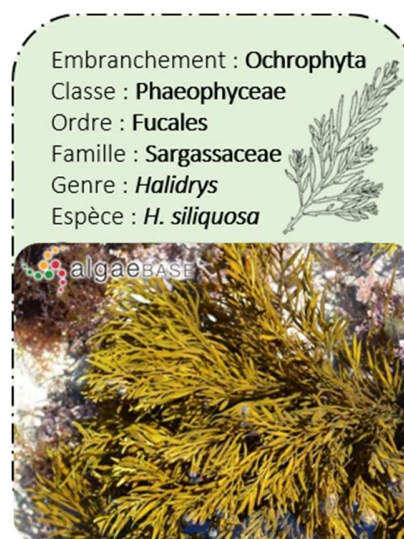 Embranchement : Ochrophyta
Classe : Phaeophyceae
Ordre : Fucales
Famille : Sargassaceae
Genre : Halidrys
Espèce : H. siliquosa
algaeBASE